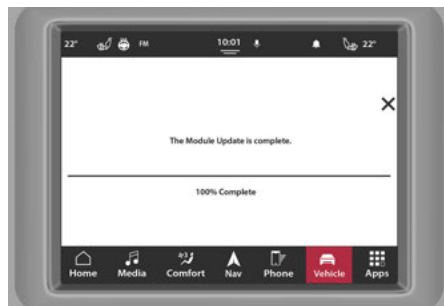 22° FM 10:01 22°
The Module Update is complete.
100% Complete
Home Media Comfort Nav Phone Vehicle Apps